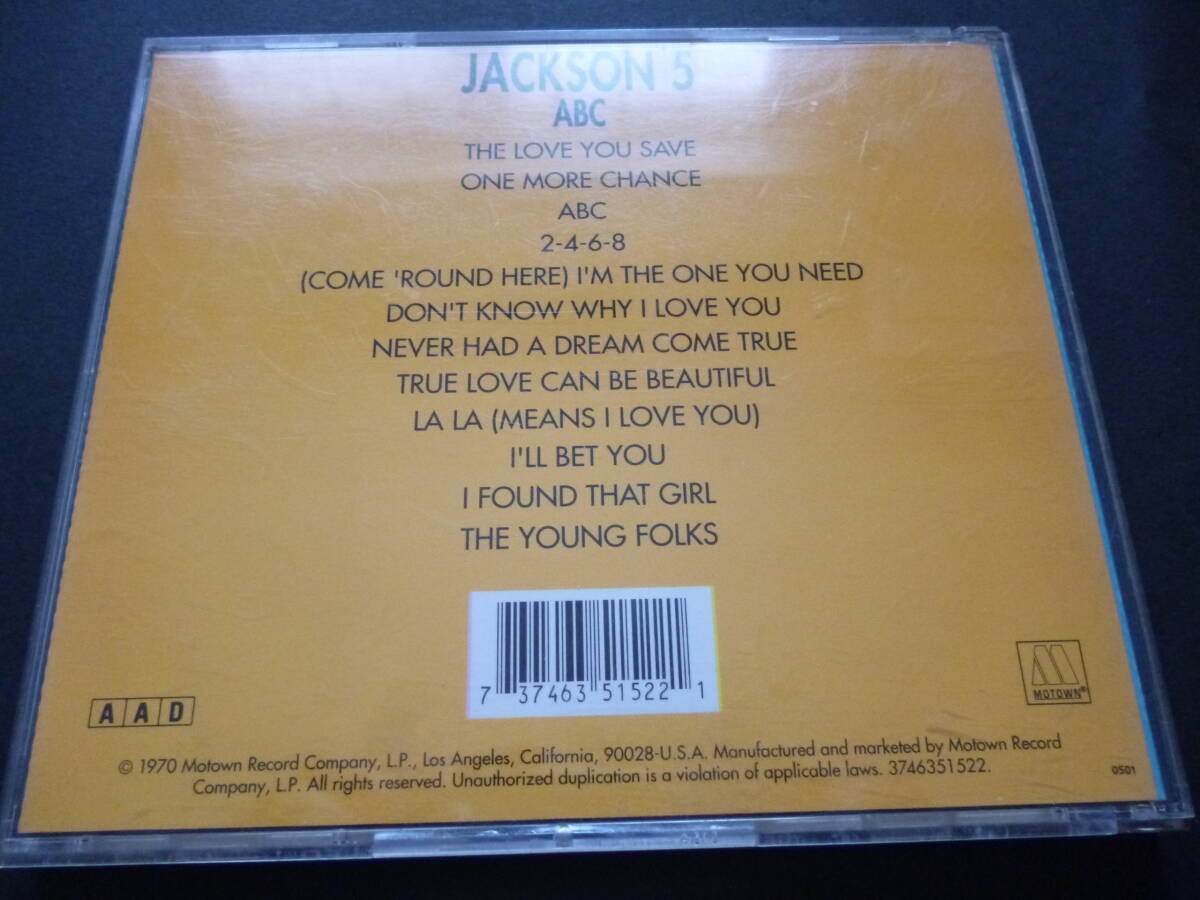 JACKSON 5
ABC
THE LOVE YOU SAVE
ONE MORE CHANCE
ABC
2-4-6-8
(COME 'ROUND HERE) I'M THE ONE YOU NEED
DON'T KNOW WHY I LOVE YOU
NEVER HAD A DREAM COME TRUE
TRUE LOVE CAN BE BEAUTIFUL
LA LA (MEANS I LOVE YOU)
I'LL BET YOU
I FOUND THAT GIRL
THE YOUNG FOLKS
7 37463 51522 1
A A D
MOTOWN®
© 1970 Motown Record Company, L.P., Los Angeles, California, 90028-U.S.A. Manufactured and marketed by Motown Record
Company, L.P. All rights reserved. Unauthorized duplication is a violation of applicable laws. 3746351522.
0501